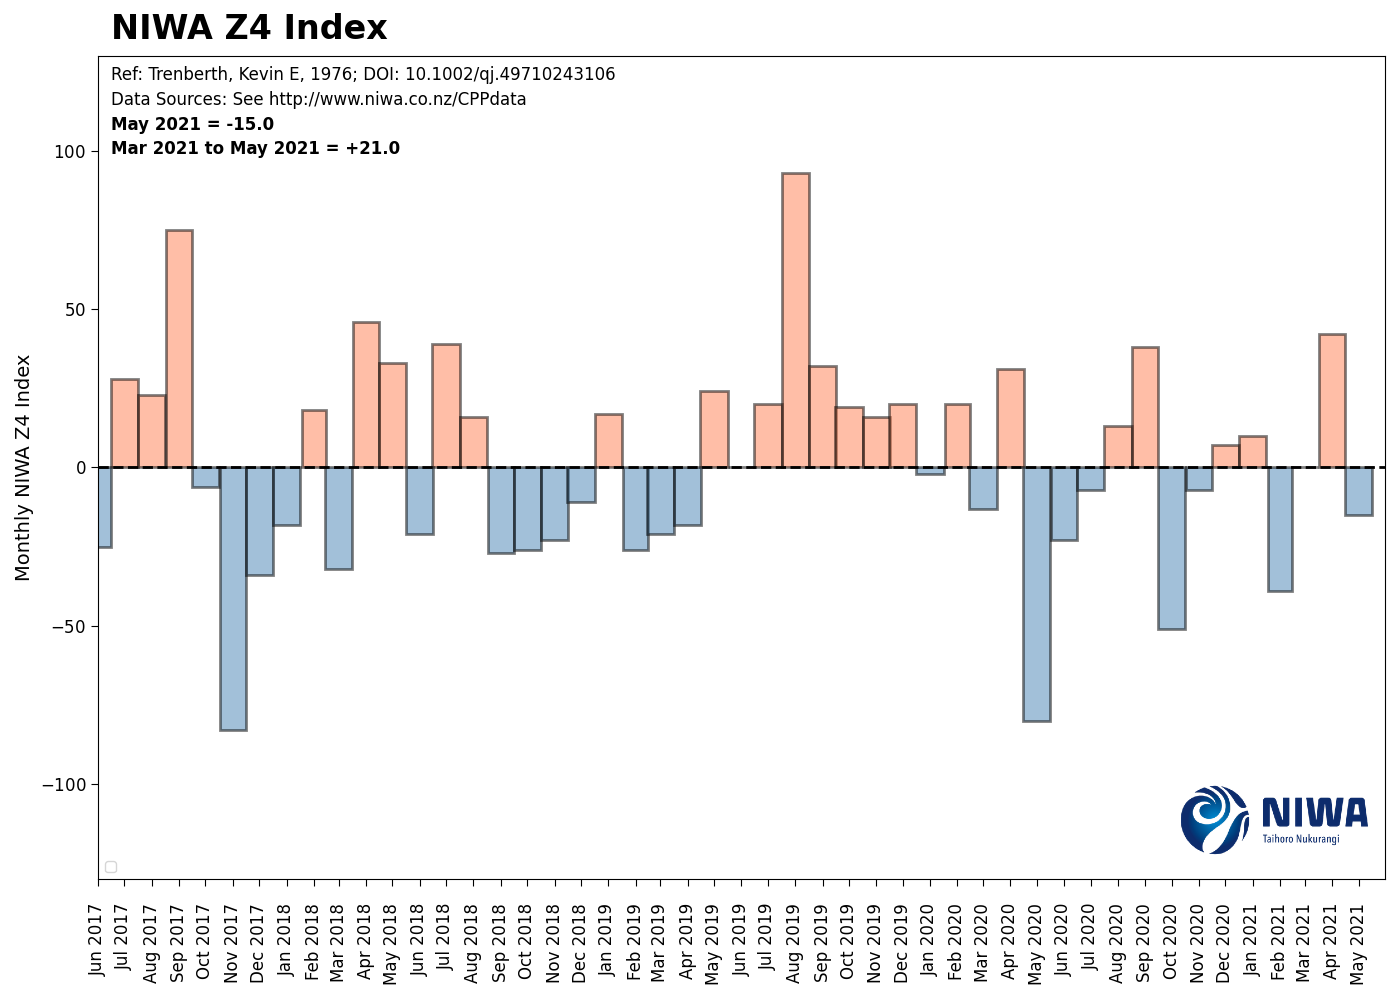 NIWA Z4 Index
Ref: Trenberth, Kevin E, 1976; DOI: 10.1002/qj.49710243106
Data Sources: See http://www.niwa.co.nz/CPPdata
May 2021 = -15.0
Mar 2021 to May 2021 = +21.0
100
50
0
−50
−100
Monthly NIWA Z4 Index
NIWA
Taihoro Nukurangi
Jun 2017
Jul 2017
Aug 2017
Sep 2017
Oct 2017
Nov 2017
Dec 2017
Jan 2018
Feb 2018
Mar 2018
Apr 2018
May 2018
Jun 2018
Jul 2018
Aug 2018
Sep 2018
Oct 2018
Nov 2018
Dec 2018
Jan 2019
Feb 2019
Mar 2019
Apr 2019
May 2019
Jun 2019
Jul 2019
Aug 2019
Sep 2019
Oct 2019
Nov 2019
Dec 2019
Jan 2020
Feb 2020
Mar 2020
Apr 2020
May 2020
Jun 2020
Jul 2020
Aug 2020
Sep 2020
Oct 2020
Nov 2020
Dec 2020
Jan 2021
Feb 2021
Mar 2021
Apr 2021
May 2021